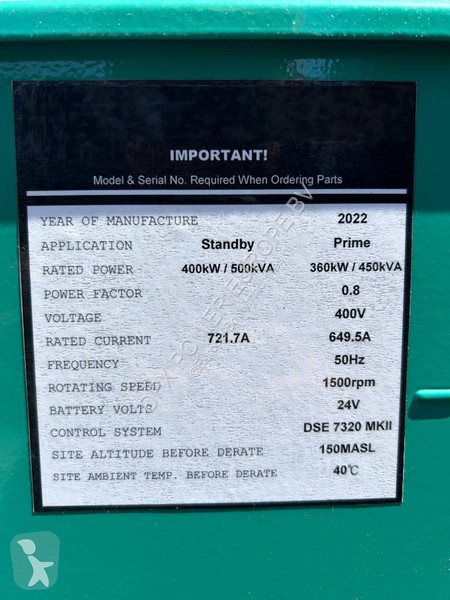 IMPORTANT!
Model & Serial No. Required When Ordering Parts
YEAR OF MANUFACTURE 2022
APPLICATION Standby Prime
RATED POWER 400kW / 500kVA 360kW / 450kVA
POWER FACTOR 0.8
VOLTAGE 400V
RATED CURRENT 721.7A 649.5A
FREQUENCY 50Hz
ROTATING SPEED 1500rpm
BATTERY VOLTS 24V
CONTROL SYSTEM DSE 7320 MKII
SITE ALTITUDE BEFORE DERATE 150MASL
SITE AMBIENT TEMP. BEFORE DERATE 40℃